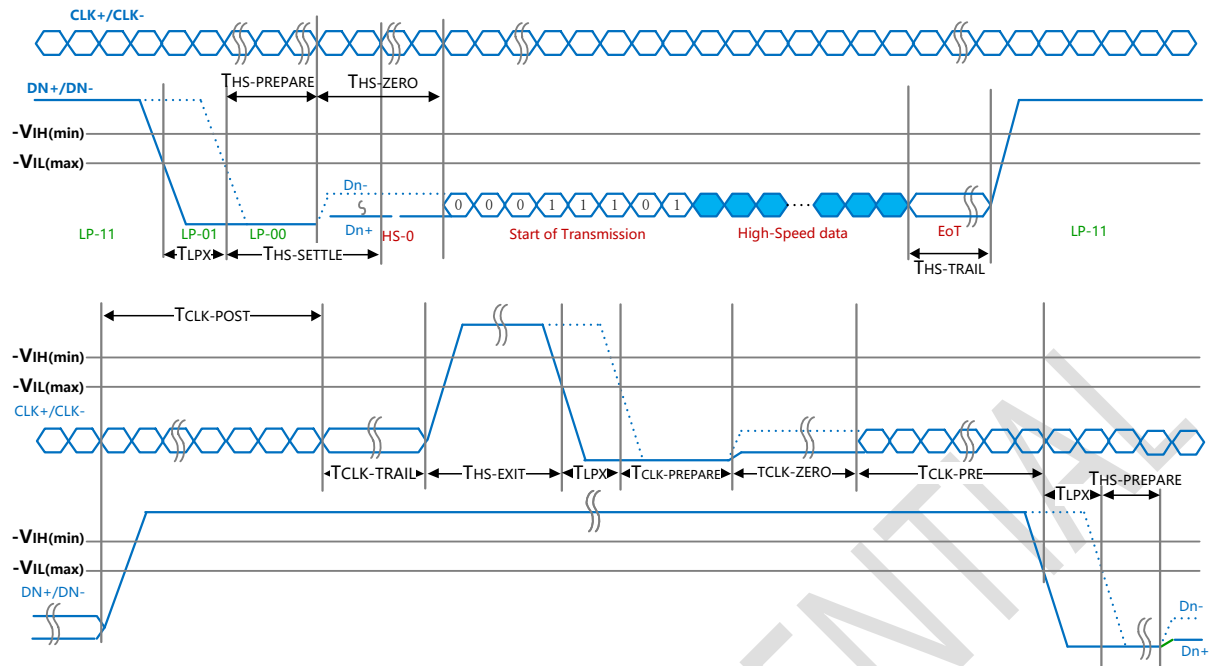 CLK+/CLK-
THS-PREPARE THS-ZERO
DN+/DN-
-VIH(min)
-VIL(max)
Dn-
0 0 0 1 1 1 0 1
Dn+
LP-11 LP-01 LP-00 HS-0 Start of Transmission High-Speed data EoT LP-11
TLPX THS-SETTLE THS-TRAIL
TCLK-POST
-VIH(min)
-VIL(max)
CLK+/CLK-
TCLK-TRAIL THS-EXIT TLPX TCLK-PREPARE TCLK-ZERO TCLK-PRE TLPX THS-PREPARE
-VIH(min)
-VIL(max)
DN+/DN-
Dn-
Dn+
ENTIAL